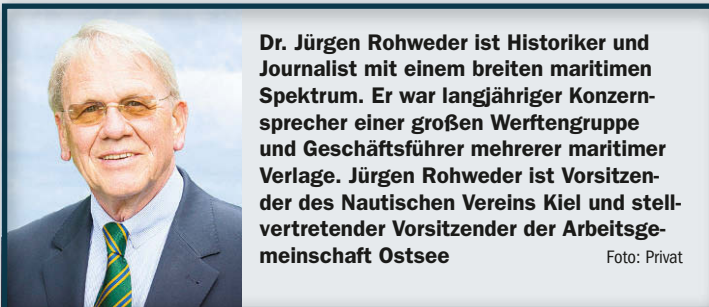 Dr. Jürgen Rohweder ist Historiker und
Journalist mit einem breiten maritimen
Spektrum. Er war langjähriger Konzern-
sprecher einer großen Werftengruppe
und Geschäftsführer mehrerer maritimer
Verlage. Jürgen Rohweder ist Vorsitzen-
der des Nautischen Vereins Kiel und stell-
vertretender Vorsitzender der Arbeitsge-
meinschaft Ostsee Foto: Privat